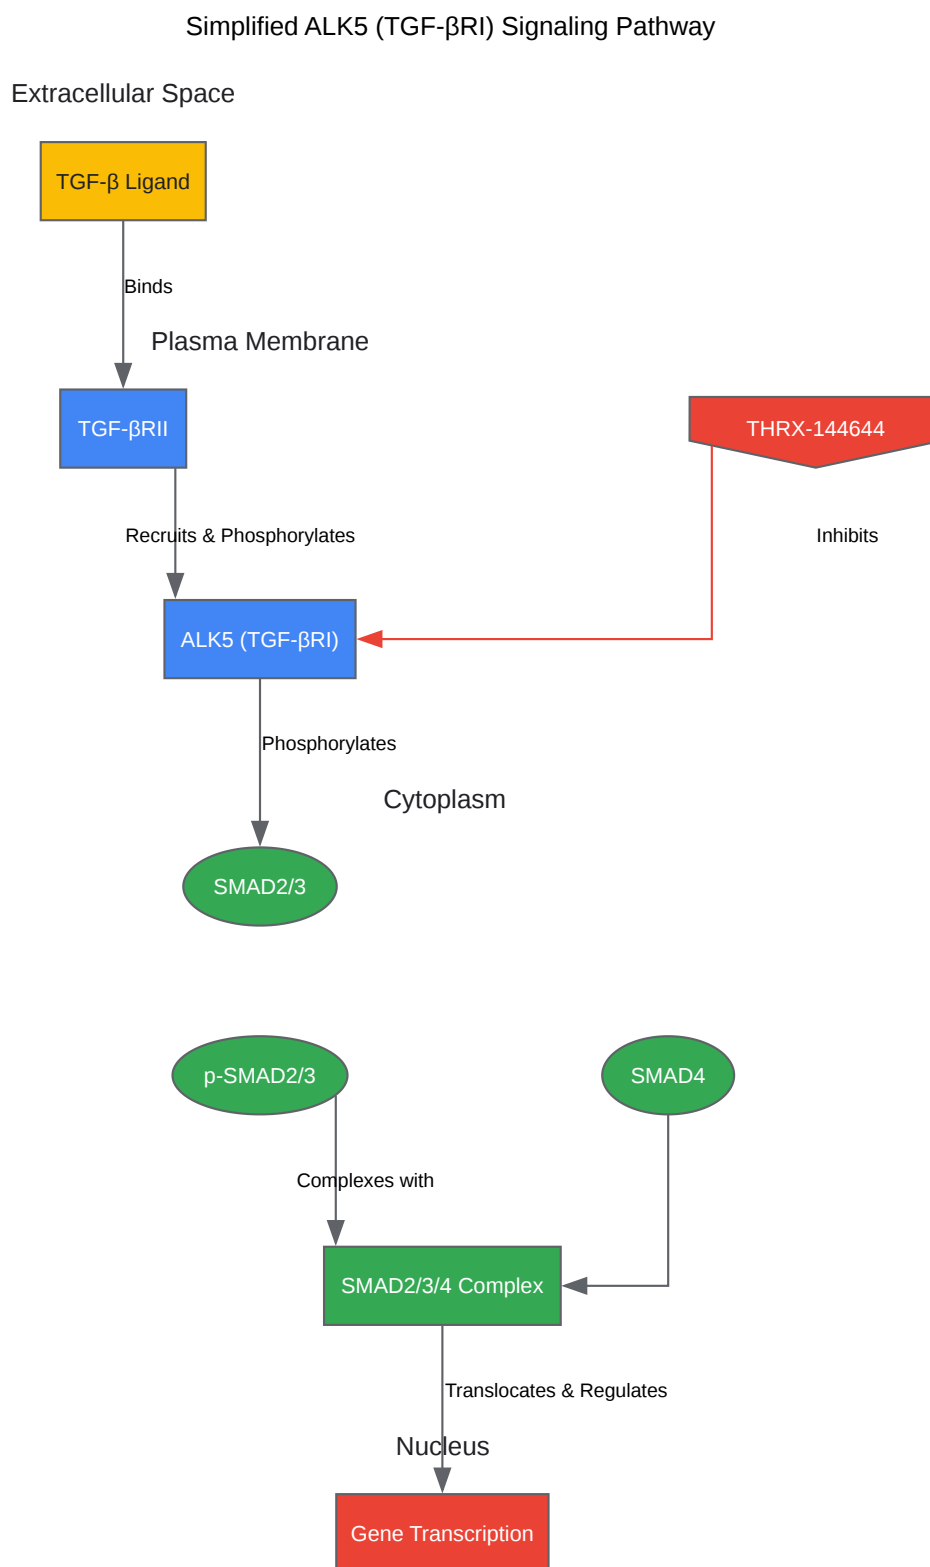 Simplified ALK5 (TGF-βRI) Signaling Pathway
Extracellular Space
TGF-β Ligand
Binds
Plasma Membrane
TGF-βRII
THRX-144644
Recruits & Phosphorylates
Inhibits
ALK5 (TGF-βRI)
Phosphorylates
Cytoplasm
SMAD2/3
p-SMAD2/3
SMAD4
Complexes with
SMAD2/3/4 Complex
Translocates & Regulates
Nucleus
Gene Transcription